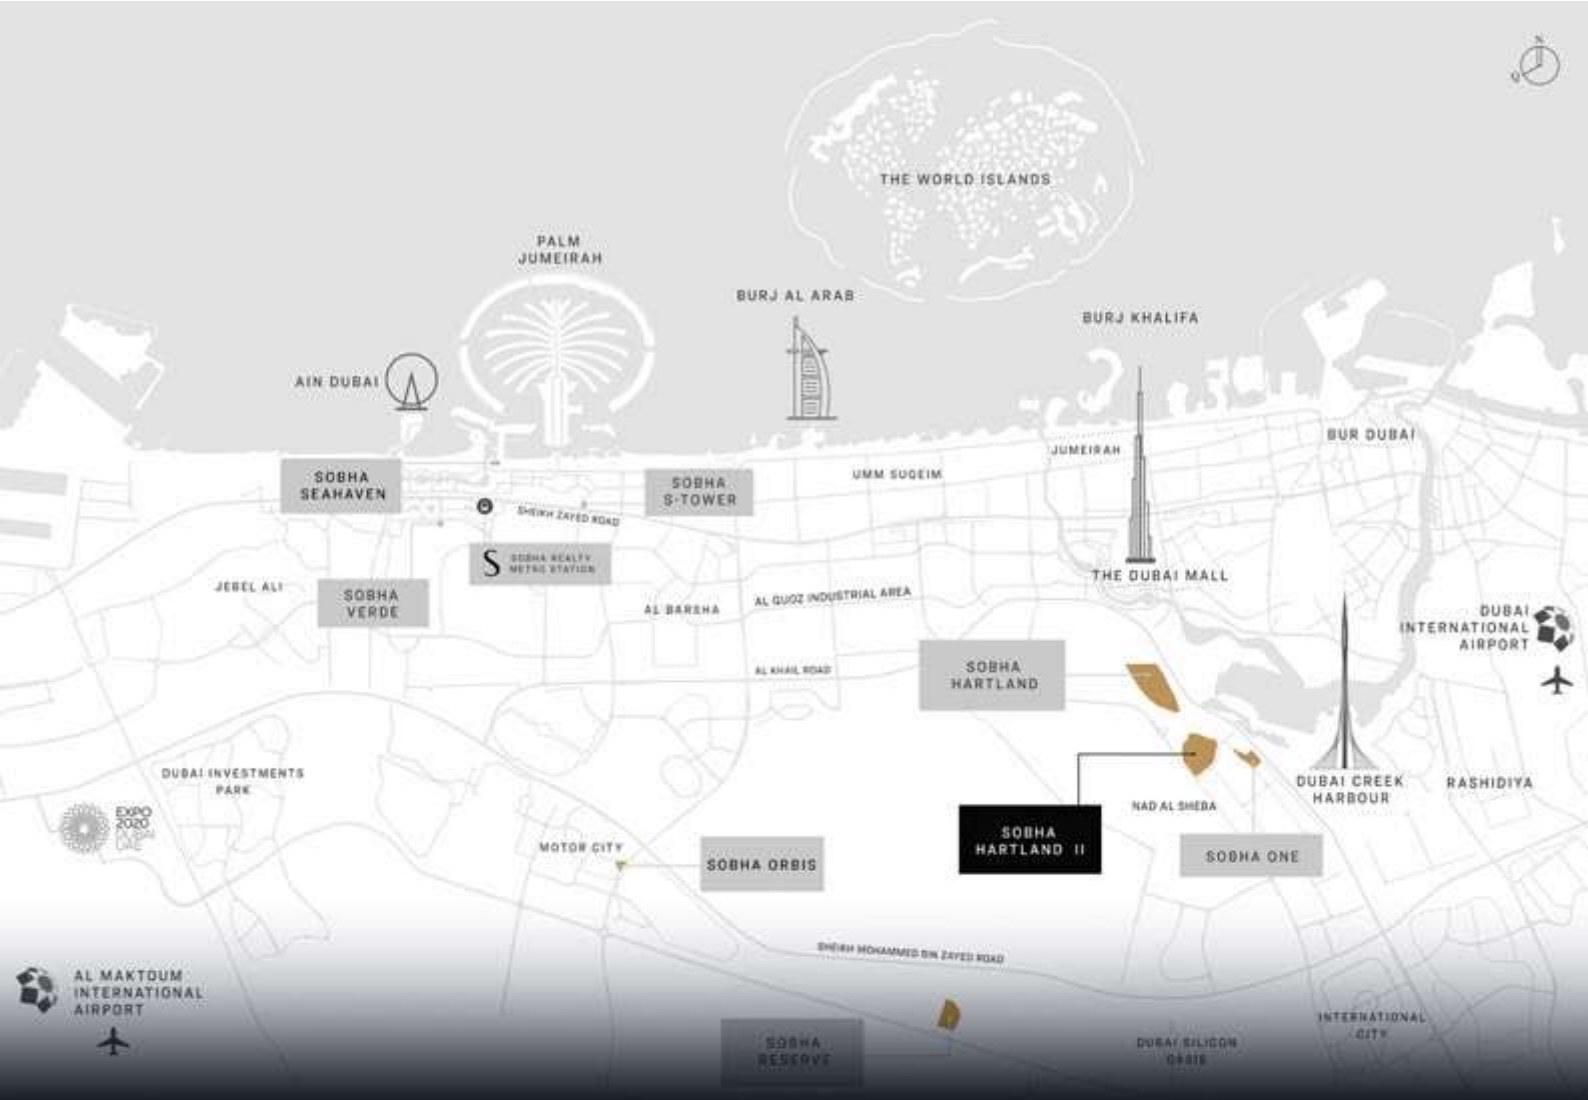 N
Q
THE WORLD ISLANDS
PALM
JUMEIRAH
BURJ AL ARAB
BURJ KHALIFA
AIN DUBAI
BUR DUBAI
JUMEIRAH
SOBHA
SEAHAVEN
SOBHA
S-TOWER
UMM SUQEIM
SHEIKH ZAYED ROAD
S
SOBHA REALTY
METRO STATION
THE DUBAI MALL
JEBEL ALI
SOBHA
VERDE
AL BARSHA
AL QUOZ INDUSTRIAL AREA
DUBAI
INTERNATIONAL
AIRPORT
AL KHAIL ROAD
SOBHA
HARTLAND
DUBAI INVESTMENTS
PARK
DUBAI CREEK
HARBOUR
RASHIDIYA
NAD AL SHEBA
EXPO
2020
UAE
SOBHA
HARTLAND II
MOTOR CITY
SOBHA ORBIS
SOBHA ONE
SHEIKH MOHAMMED BIN ZAYED ROAD
AL MAKTOUM
INTERNATIONAL
AIRPORT
INTERNATIONAL
CITY
SOBHA
RESERVE
DUBAI SILICON
OASIS